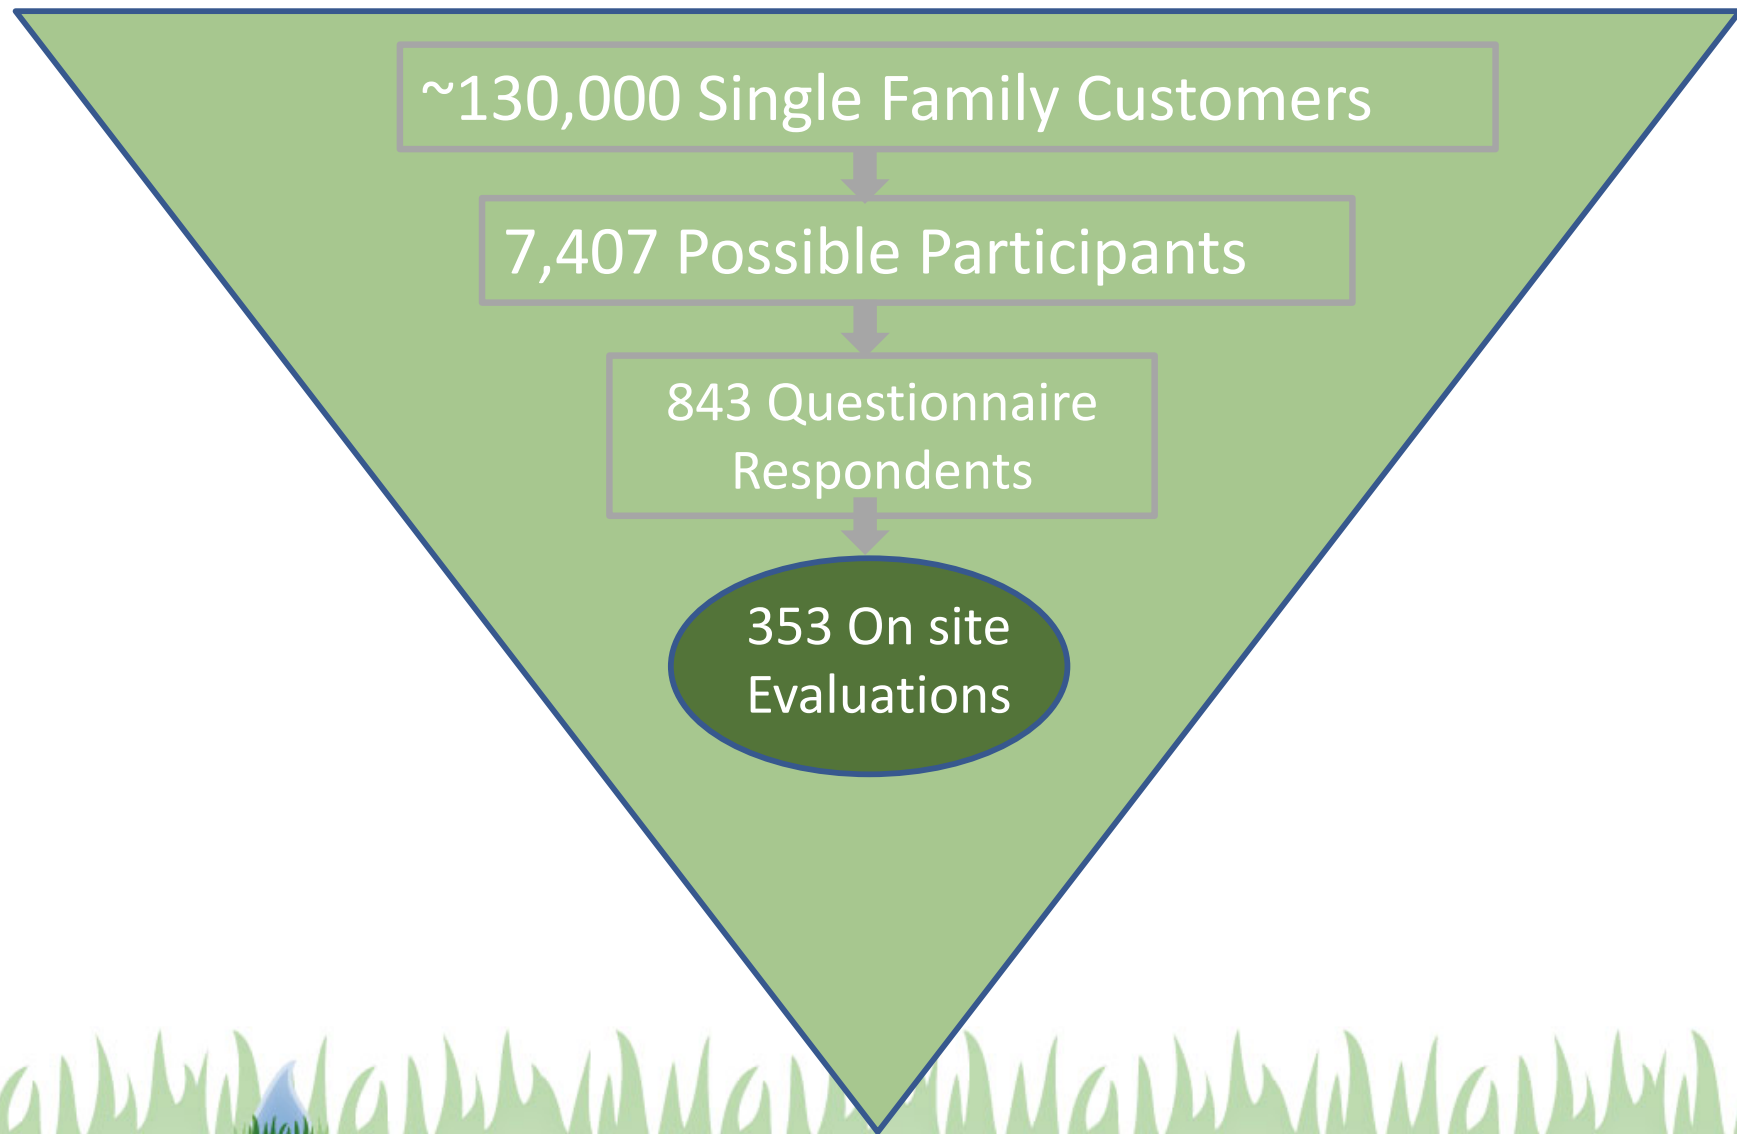 ~130,000 Single Family Customers
7,407 Possible Participants
843 Questionnaire
Respondents
353 On site
Evaluations